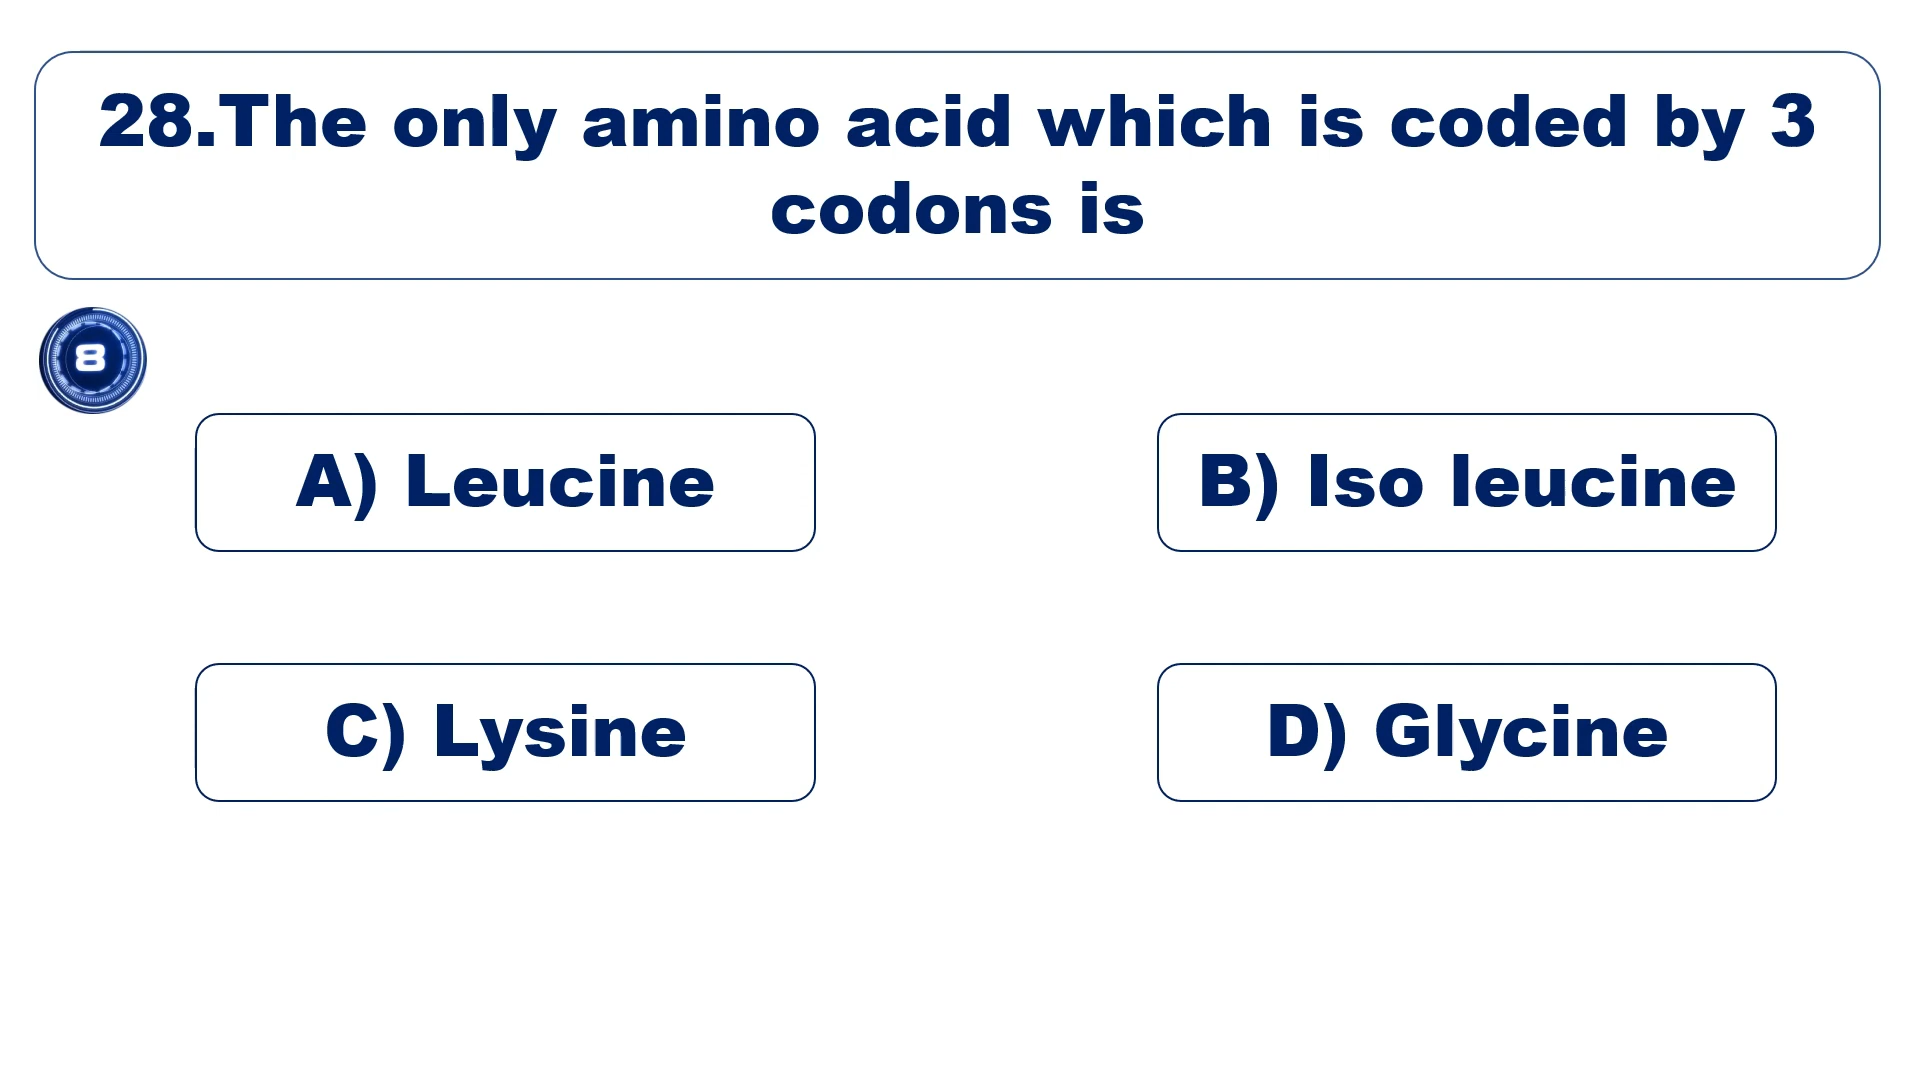 28.The only amino acid which is coded by 3
codons is
8
A) Leucine
B) Iso leucine
C) Lysine
D) Glycine